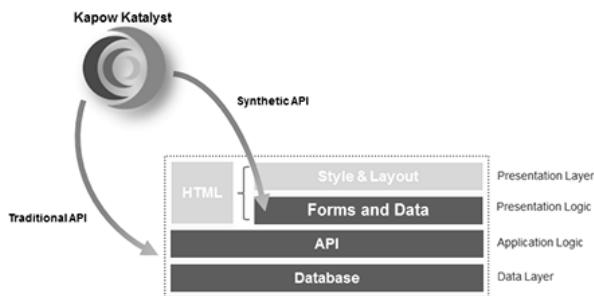 Kapow Katalyst
Synthetic API
Traditional API
HTML
Style & Layout
Presentation Layer
Forms and Data
Presentation Logic
API
Application Logic
Database
Data Layer